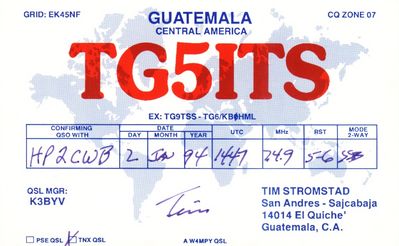 GRID: EK45NF
GUATEMALA
CENTRAL AMERICA
CQ ZONE 07
TG5ITS
EX: TG9TSS - TG6/KBØHML
CONFIRMING QSO WITH
DATE
DAY MONTH YEAR
UTC
MHz
RST
MODE 2-WAY
HP2CWB 2 JAN 94 1447 24.9 5-6 SSB
QSL MGR:
K3BYV
Tim
TIM STROMSTAD
San Andres - Sajcabaja
14014 El Quiche'
Guatemala, C.A.
PSE QSL TNX QSL
A W4MPY QSL